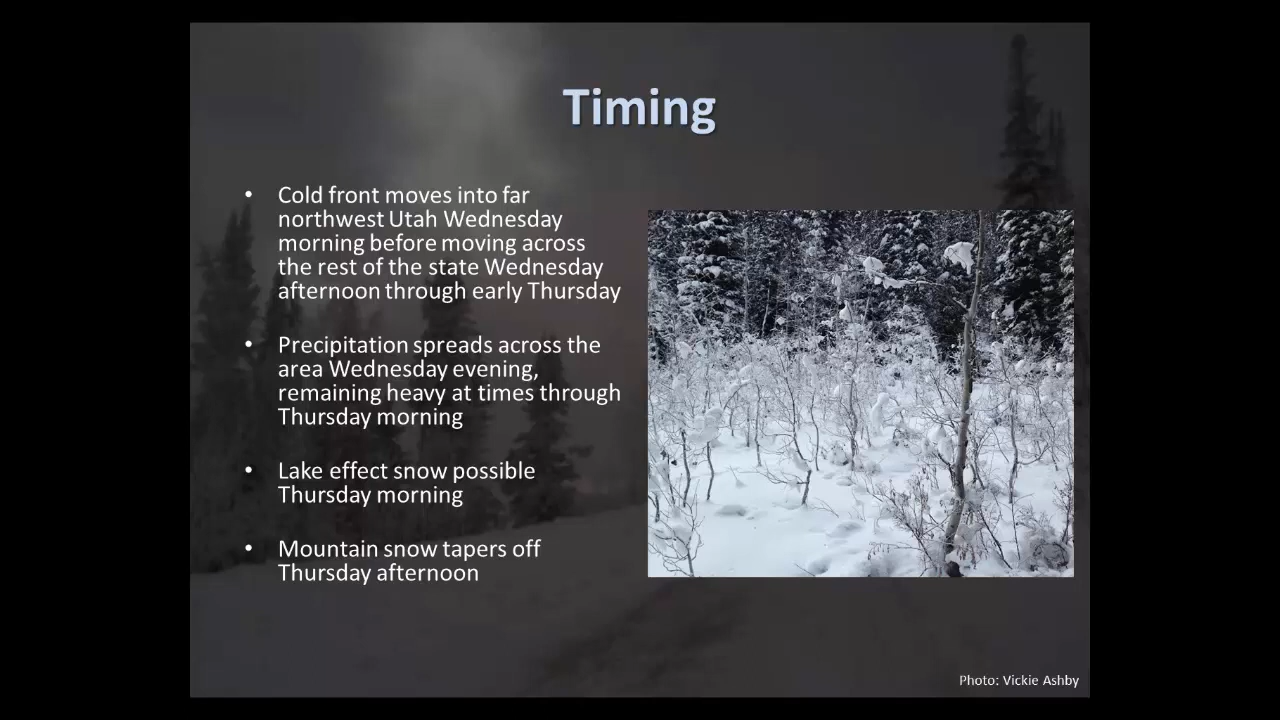 Timing
• Cold front moves into far
northwest Utah Wednesday
morning before moving across
the rest of the state Wednesday
afternoon through early Thursday
• Precipitation spreads across the
area Wednesday evening,
remaining heavy at times through
Thursday morning
• Lake effect snow possible
Thursday morning
• Mountain snow tapers off
Thursday afternoon
Photo: Vickie Ashby